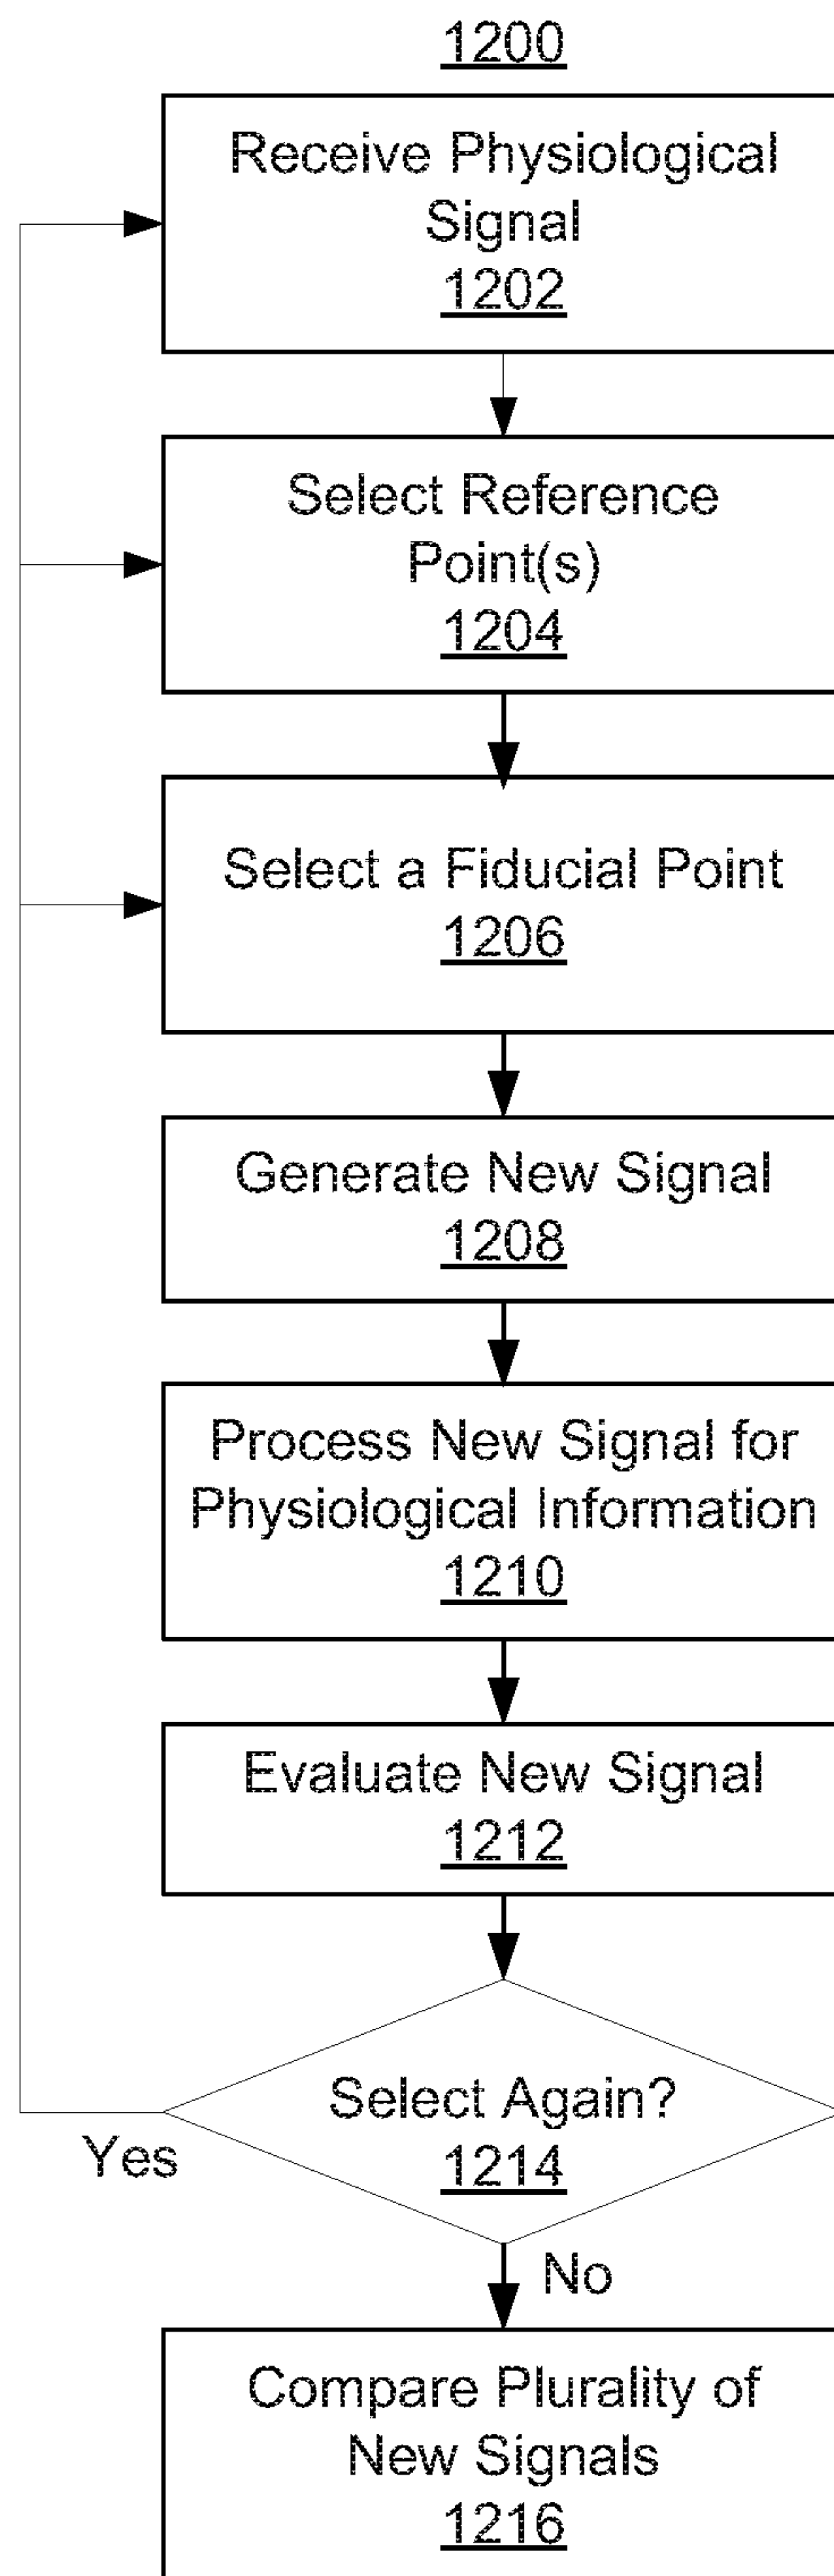 1200
Receive Physiological
Signal
1202
Select Reference
Point(s)
1204
Select a Fiducial Point
1206
Generate New Signal
1208
Process New Signal for
Physiological Information
1210
Evaluate New Signal
1212
Select Again?
1214
Yes
No
Compare Plurality of
New Signals
1216